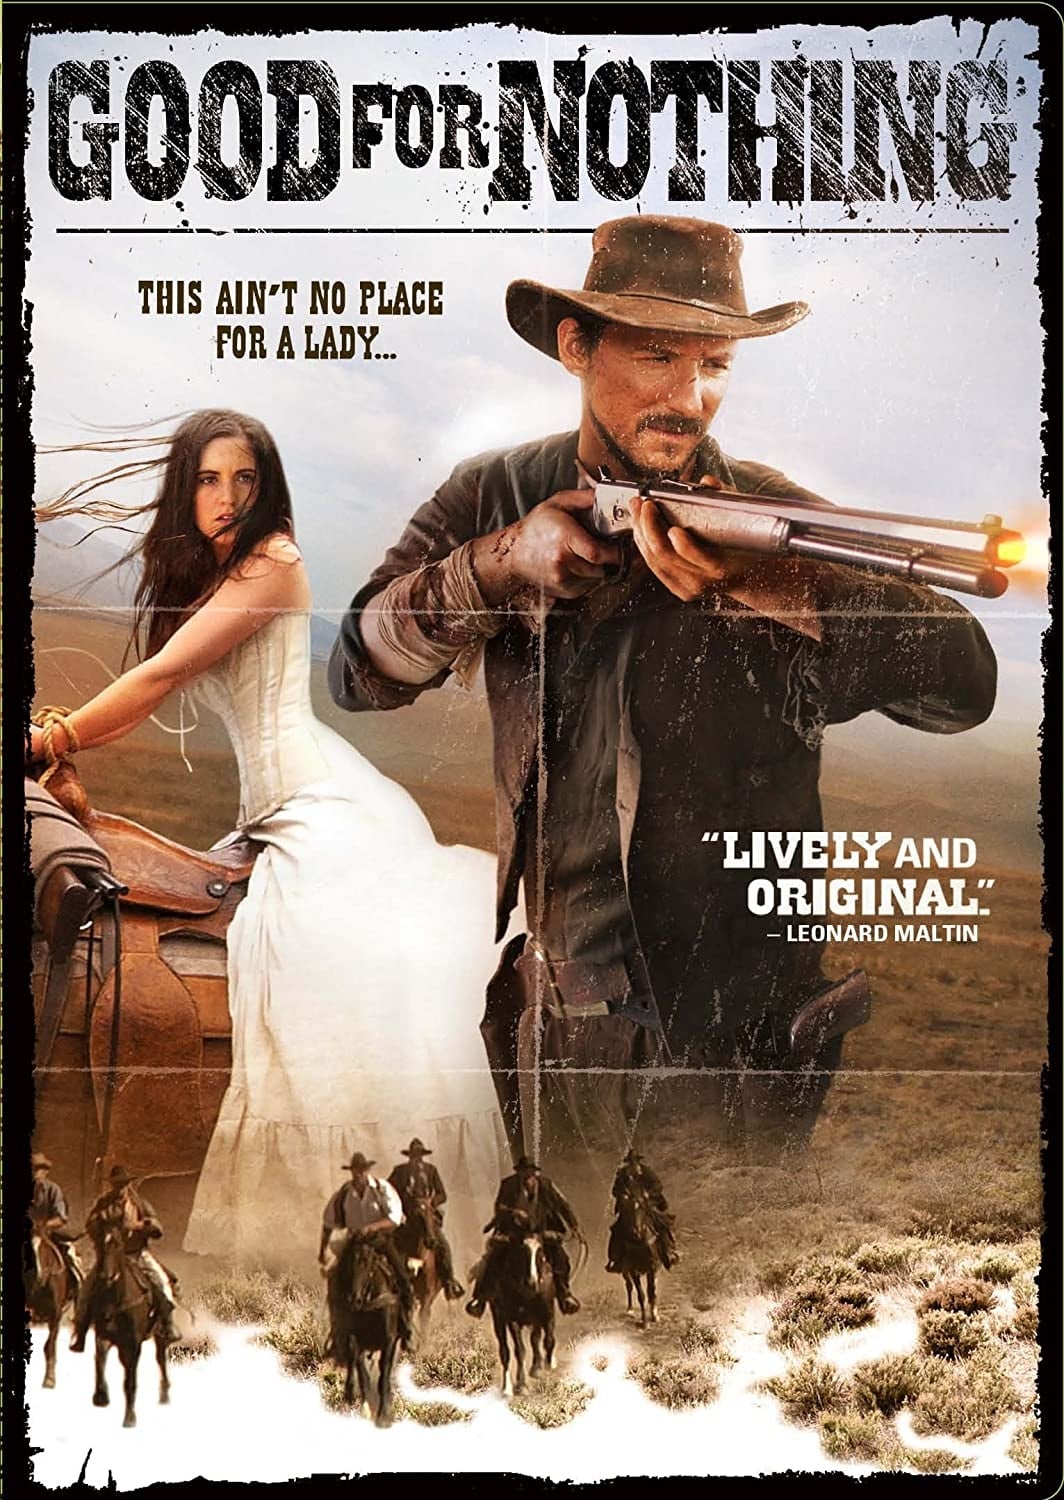 GOOD FOR NOTHING
THIS AIN'T NO PLACE
FOR A LADY...
"LIVELY AND
ORIGINAL."
– LEONARD MALTIN